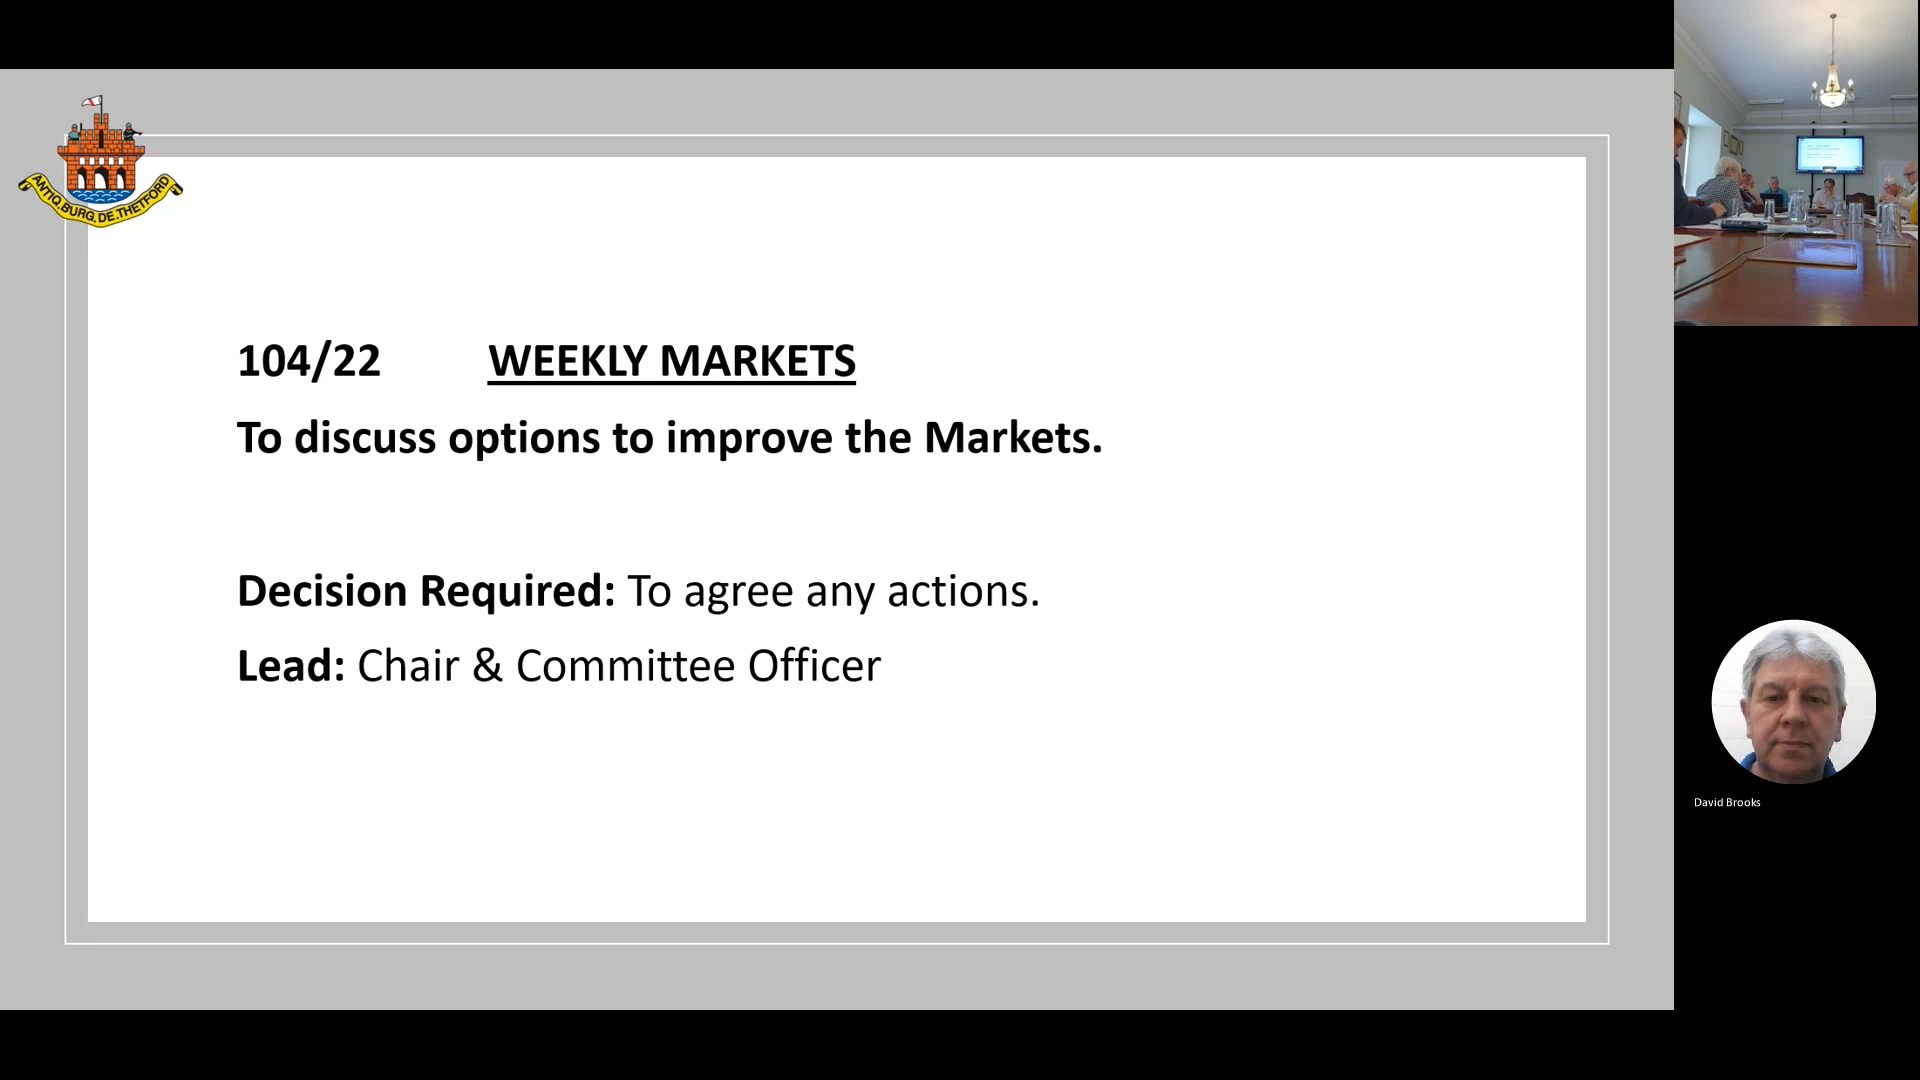 ANTIQ.BURG.DE.THETFORD
104/22 WEEKLY MARKETS
To discuss options to improve the Markets.
Decision Required: To agree any actions.
Lead: Chair & Committee Officer
David Brooks